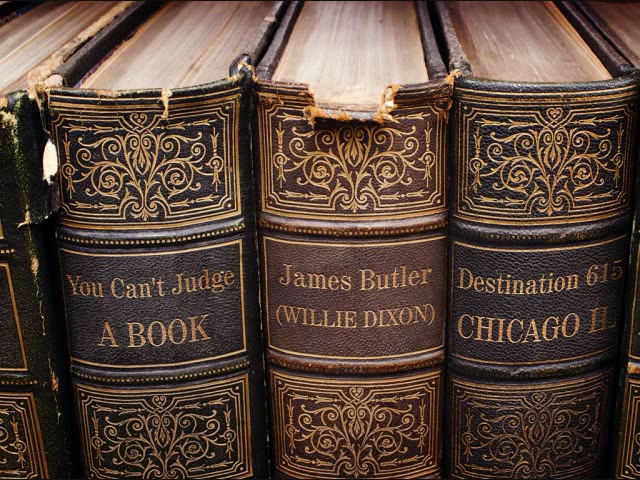 You Can't Judge
A BOOK
James Butler
(WILLIE DIXON)
Destination 615
CHICAGO IL